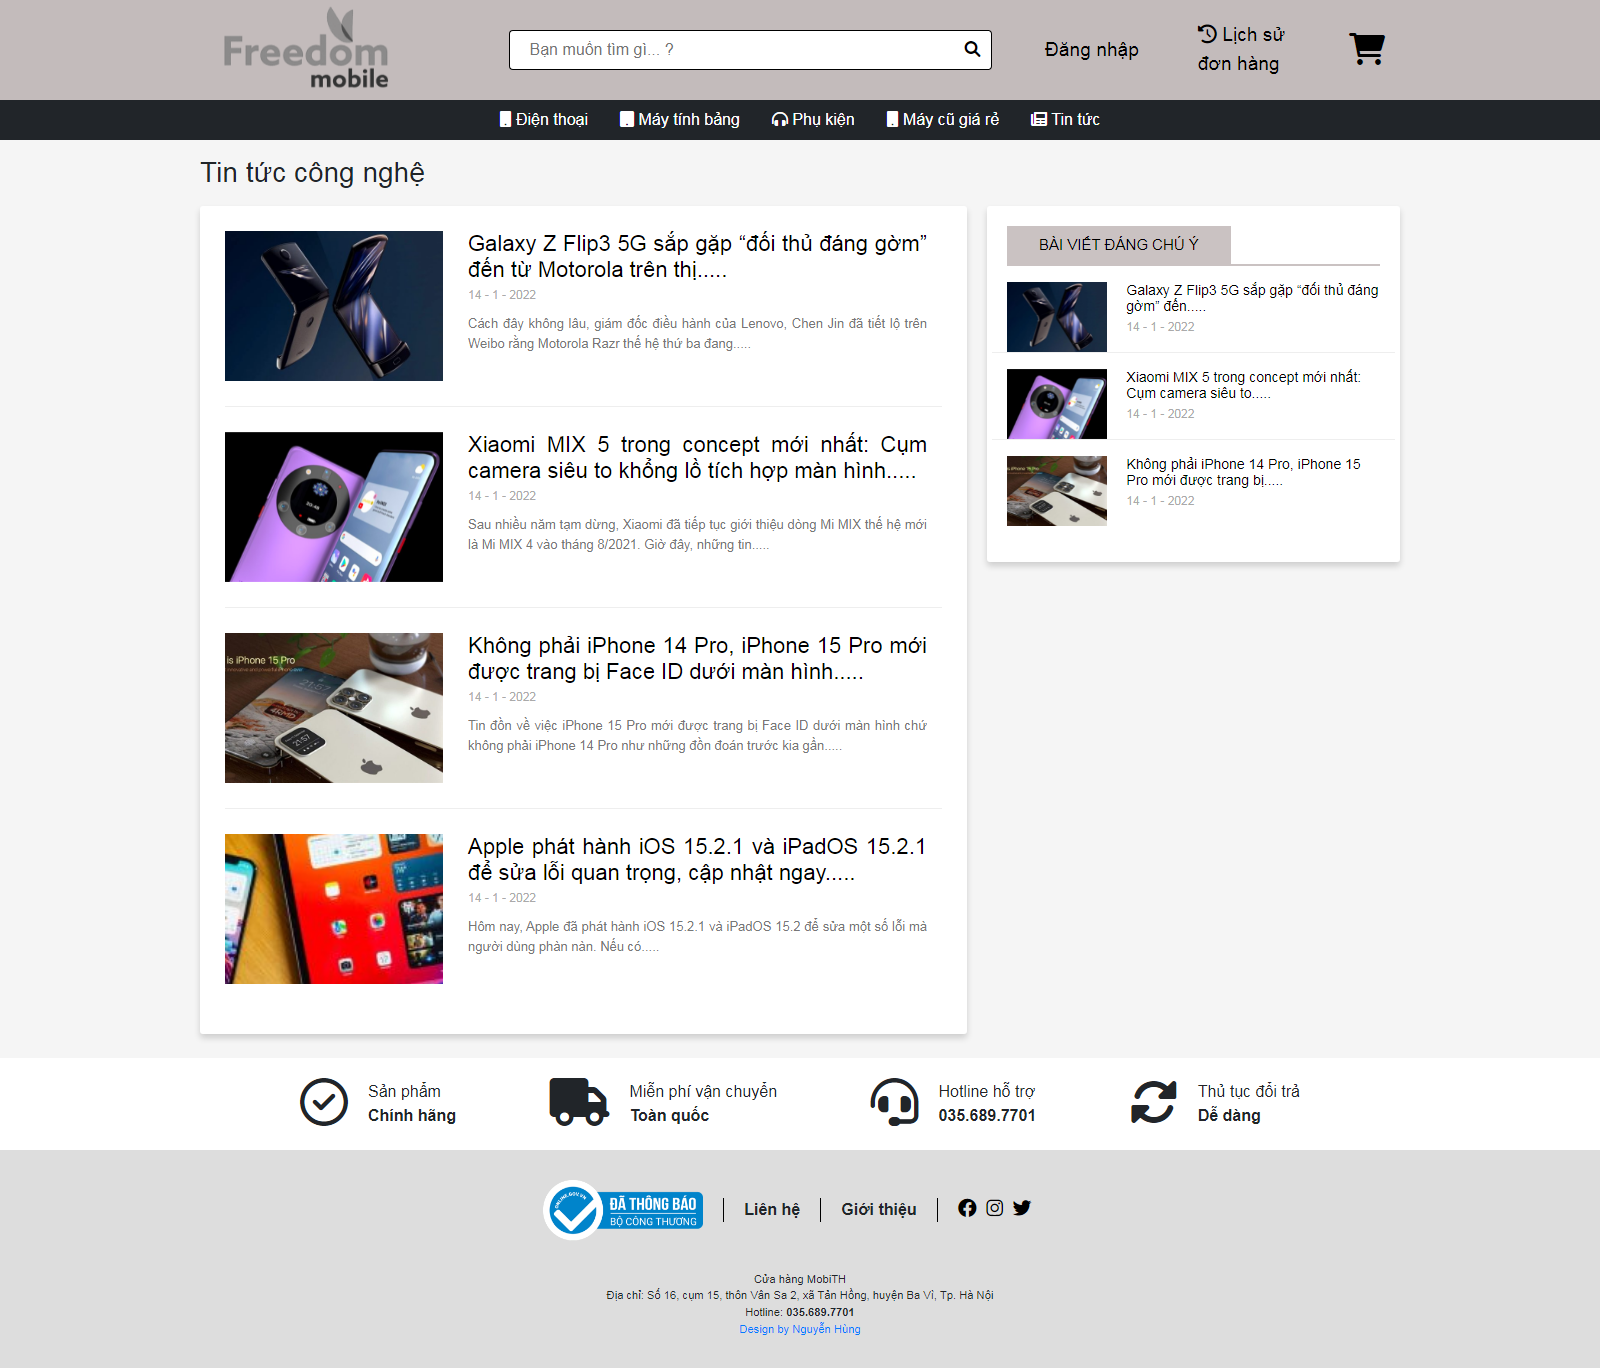 Freedom
mobile
Bạn muốn tìm gì... ?
Đăng nhập
Lịch sử
đơn hàng
Điện thoại
Máy tính bảng
Phụ kiện
Máy cũ giá rẻ
Tin tức
Tin tức công nghệ
Galaxy Z Flip3 5G sắp gặp “đối thủ đáng gờm”
đến từ Motorola trên thị.....
14 - 1 - 2022
Cách đây không lâu, giám đốc điều hành của Lenovo, Chen Jin đã tiết lộ trên
Weibo rằng Motorola Razr thế hệ thứ ba đang.....
Xiaomi MIX 5 trong concept mới nhất: Cụm
camera siêu to khổng lồ tích hợp màn hình.....
14 - 1 - 2022
Sau nhiều năm tạm dừng, Xiaomi đã tiếp tục giới thiệu dòng Mi MIX thế hệ mới
là Mi MIX 4 vào tháng 8/2021. Giờ đây, những tin.....
is iPhone 15 Pro
21:57
21:57
Không phải iPhone 14 Pro, iPhone 15 Pro mới
được trang bị Face ID dưới màn hình.....
14 - 1 - 2022
Tin đồn về việc iPhone 15 Pro mới được trang bị Face ID dưới màn hình chứ
không phải iPhone 14 Pro như những đồn đoán trước kia gần.....
Apple phát hành iOS 15.2.1 và iPadOS 15.2.1
để sửa lỗi quan trọng, cập nhật ngay.....
14 - 1 - 2022
Hôm nay, Apple đã phát hành iOS 15.2.1 và iPadOS 15.2 để sửa một số lỗi mà
người dùng phàn nàn. Nếu có.....
BÀI VIẾT ĐÁNG CHÚ Ý
Galaxy Z Flip3 5G sắp gặp “đối thủ đáng
gờm” đến.....
14 - 1 - 2022
Xiaomi MIX 5 trong concept mới nhất:
Cụm camera siêu to.....
14 - 1 - 2022
Không phải iPhone 14 Pro, iPhone 15
Pro mới được trang bị.....
14 - 1 - 2022
Sản phẩm
Chính hãng
Miễn phí vận chuyển
Toàn quốc
Hotline hỗ trợ
035.689.7701
Thủ tục đổi trả
Dễ dàng
ONLINE.GOV.VN
ĐÃ THÔNG BÁO
BỘ CÔNG THƯƠNG
Liên hệ
Giới thiệu
Cửa hàng MobiTH
Địa chỉ: Số 16, cụm 15, thôn Vân Sa 2, xã Tản Hồng, huyện Ba Vì, Tp. Hà Nội
Hotline: 035.689.7701
Design by Nguyễn Hùng